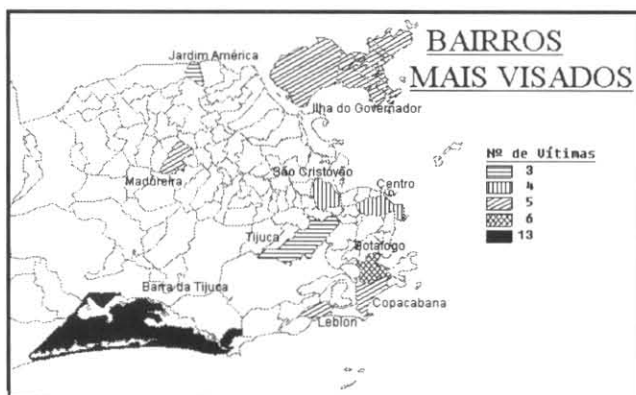 BAIRROS
MAIS VISADOS
Jardim América
Ilha do Governador
Nº de Vítimas
3
4
5
6
13
Madureira
São Cristóvão
Centro
Tijuca
Botafogo
Barra da Tijuca
Copacabana
Leblon